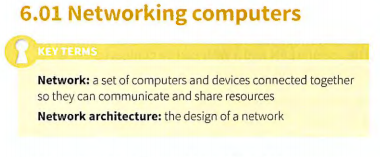 6.01 Networking computers
KEY TERMS
Network: a set of computers and devices connected together
so they can communicate and share resources
Network architecture: the design of a network